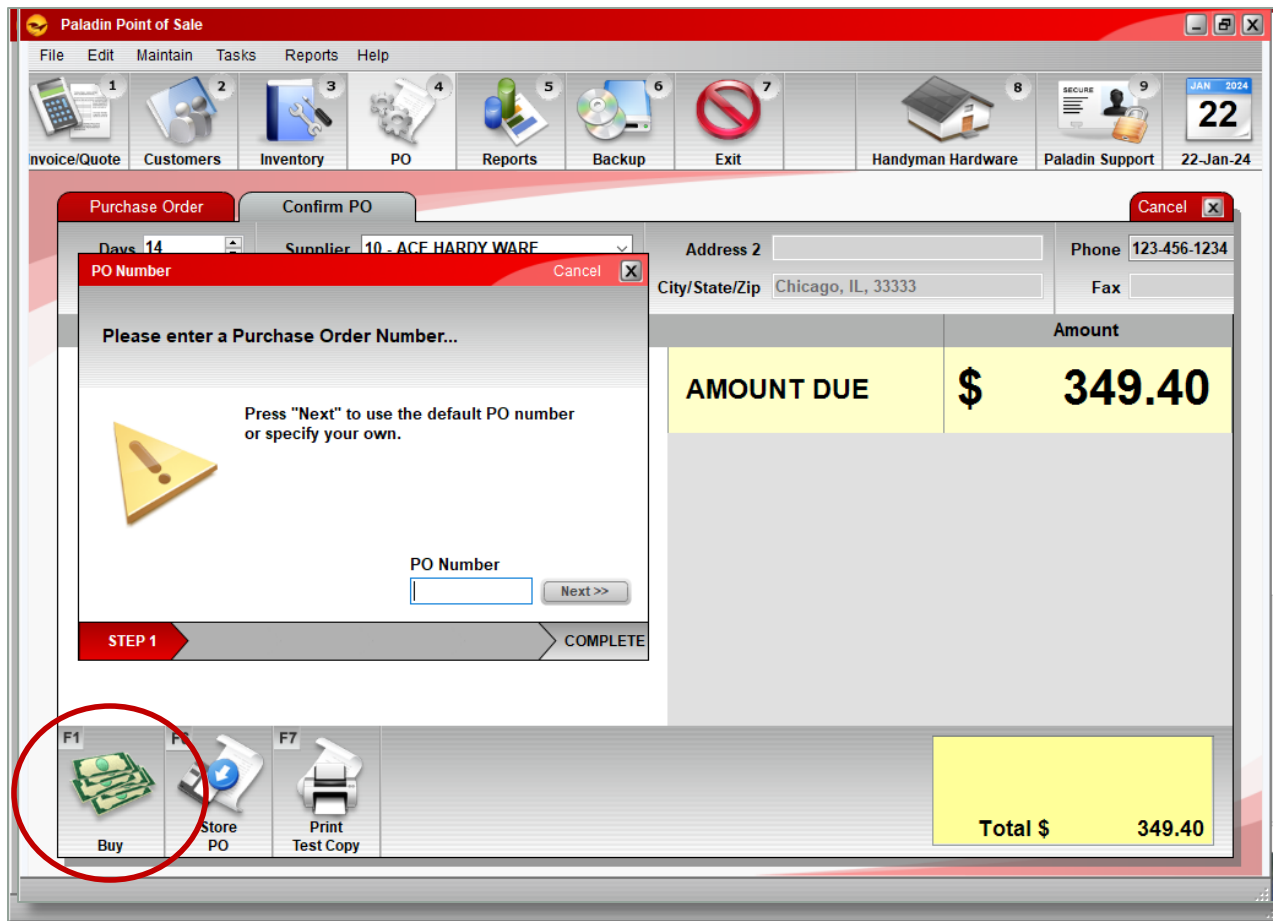 Paladin Point of Sale
File Edit Maintain Tasks Reports Help
1 2 3 4 5 6 7 8 SECURE 9 JAN 2024
22
nvoice/Quote Customers Inventory PO Reports Backup Exit Handyman Hardware Paladin Support 22-Jan-24
Purchase Order Confirm PO Cancel
Days 14 Supplier 10 - ACE HARDY WARE Address 2 Phone 123-456-1234
PO Number Cancel
City/State/Zip Chicago, IL, 33333 Fax
Please enter a Purchase Order Number...
Amount
AMOUNT DUE $ 349.40
Press "Next" to use the default PO number
or specify your own.
PO Number
Next >>
STEP 1 COMPLETE
F1 F6 F7
Buy
Store
PO
Print
Test Copy
Total $ 349.40